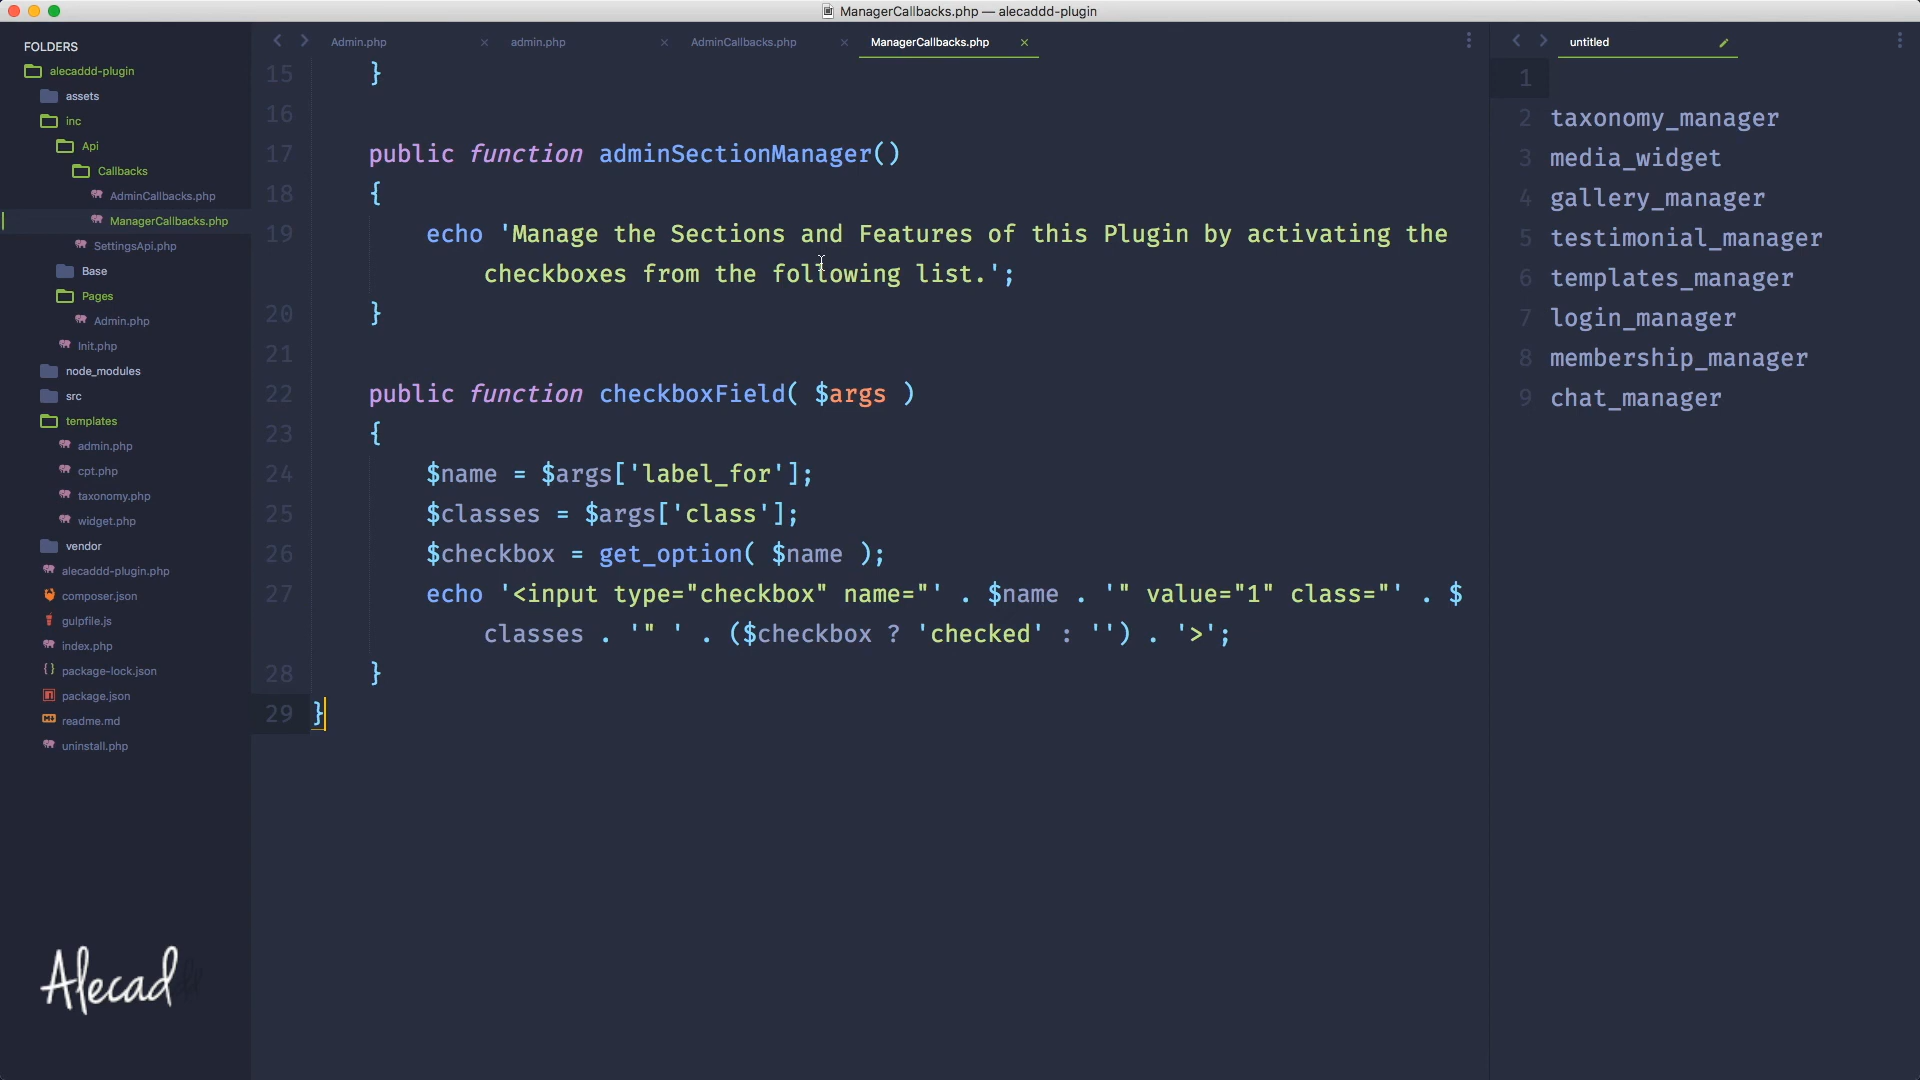 ManagerCallbacks.php — alecaddd-plugin
FOLDERS
alecaddd-plugin
assets
inc
Api
Callbacks
AdminCallbacks.php
ManagerCallbacks.php
SettingsApi.php
Base
Pages
Admin.php
Init.php
node_modules
src
templates
admin.php
cpt.php
taxonomy.php
widget.php
vendor
alecaddd-plugin.php
composer.json
gulpfile.js
index.php
package-lock.json
package.json
readme.md
uninstall.php
Alecad
Admin.php
admin.php
AdminCallbacks.php
ManagerCallbacks.php
15 }
16
17 public function adminSectionManager()
18 {
19 echo 'Manage the Sections and Features of this Plugin by activating the
checkboxes from the following list.';
20 }
21
22 public function checkboxField( $args )
23 {
24 $name = $args['label_for'];
25 $classes = $args['class'];
26 $checkbox = get_option( $name );
27 echo '<input type="checkbox" name="' . $name . '" value="1" class="' . $
classes . '" ' . ($checkbox ? 'checked' : '') . '>';
28 }
29 }
untitled
1
2 taxonomy_manager
3 media_widget
4 gallery_manager
5 testimonial_manager
6 templates_manager
7 login_manager
8 membership_manager
9 chat_manager